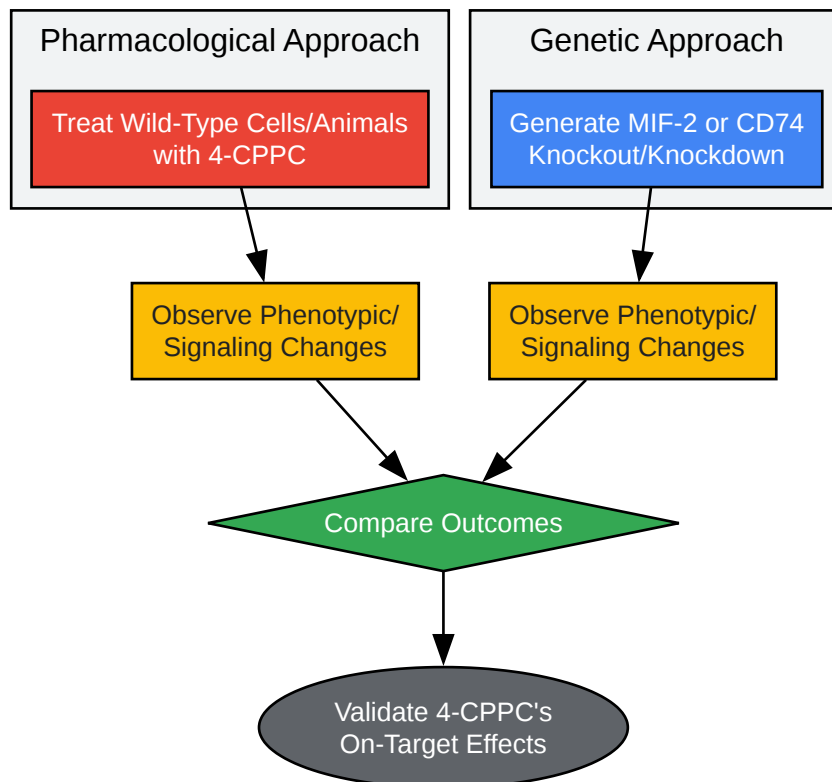 Pharmacological Approach
Treat Wild-Type Cells/Animals
with 4-CPPC
Genetic Approach
Generate MIF-2 or CD74
Knockout/Knockdown
Observe Phenotypic/
Signaling Changes
Observe Phenotypic/
Signaling Changes
Compare Outcomes
Validate 4-CPPC's
On-Target Effects